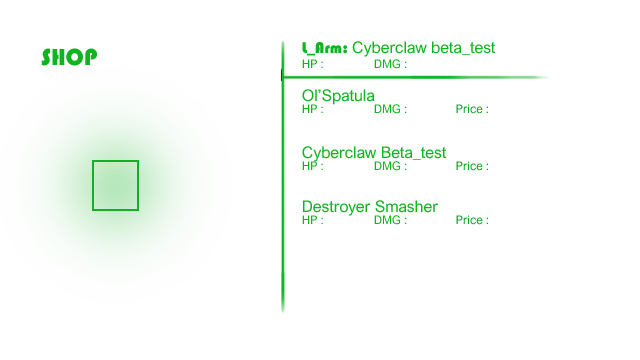 SHOP
L_Arm: Cyberclaw beta_test
HP : DMG :
Ol'Spatula
HP : DMG : Price :
Cyberclaw Beta_test
HP : DMG : Price :
Destroyer Smasher
HP : DMG : Price :